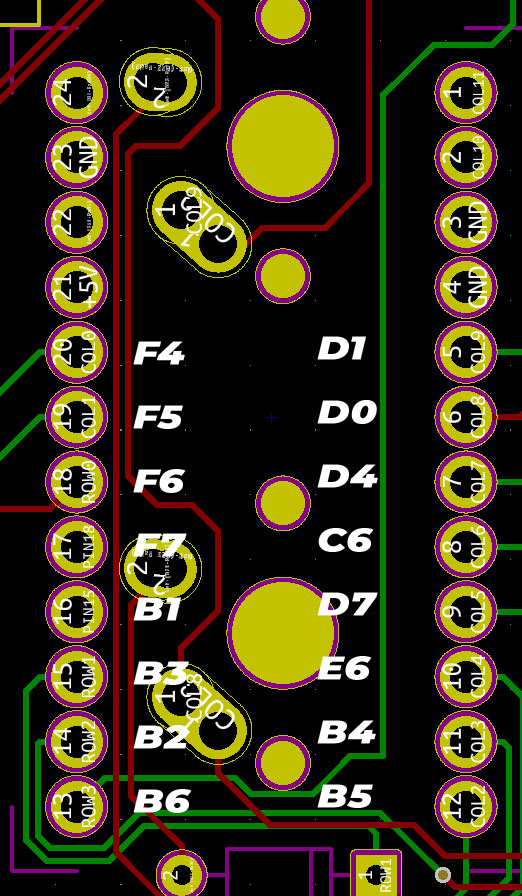 24
23 GND
22
21 +5V
20 COL0
19 COL1
18 ROW0
17 PIN18
16 PIN15
15 ROW1
14 ROW2
13 ROW3
2
1 COL9
F4
F5
F6
F7
B1
B3
B2
B6
2
1 COL8
2
D1
D0
D4
C6
D7
E6
B4
B5
1
1 COL11
2 COL10
3 GND
4 GND
5 COL9
6 COL8
7 COL7
8 COL6
9 COL5
10 COL4
11 COL3
12 COL2